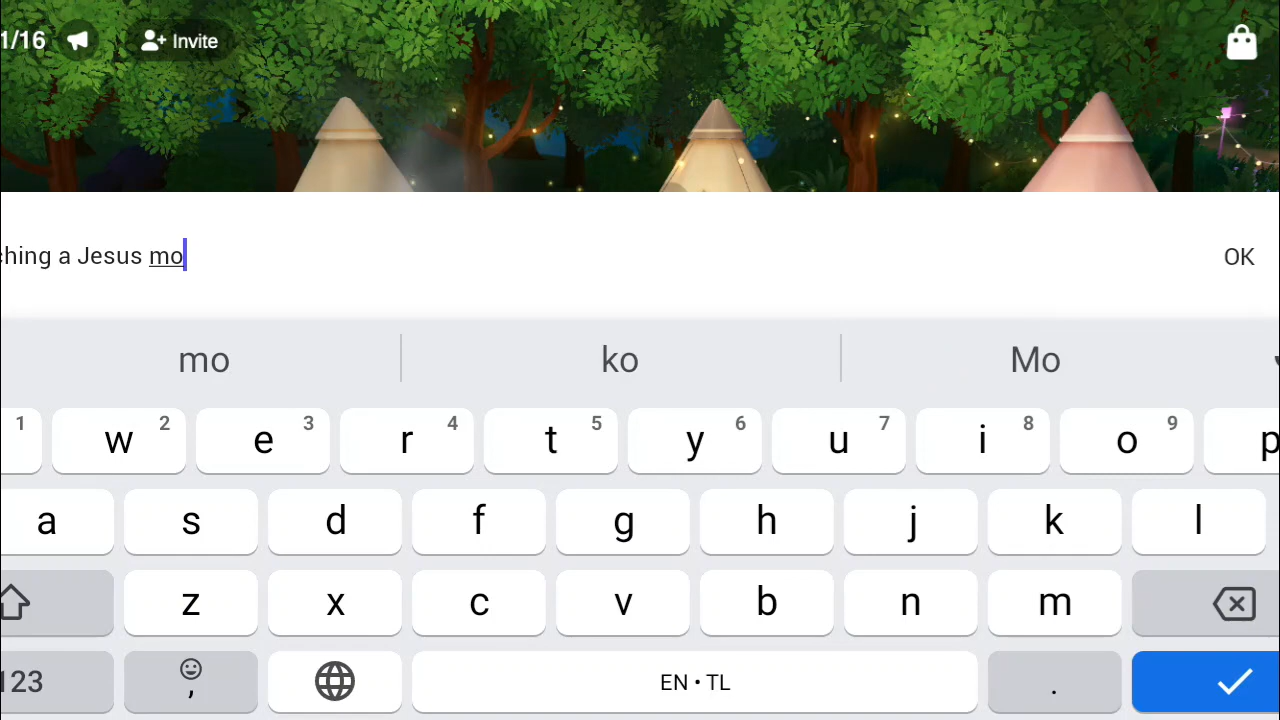 1/16 Invite
ching a Jesus mo OK
mo ko Mo
1 w 2 e 3 r 4 t 5 y 6 u 7 i 8 o 9 p
a s d f g h j k l
z x c v b n m
123 , EN • TL .